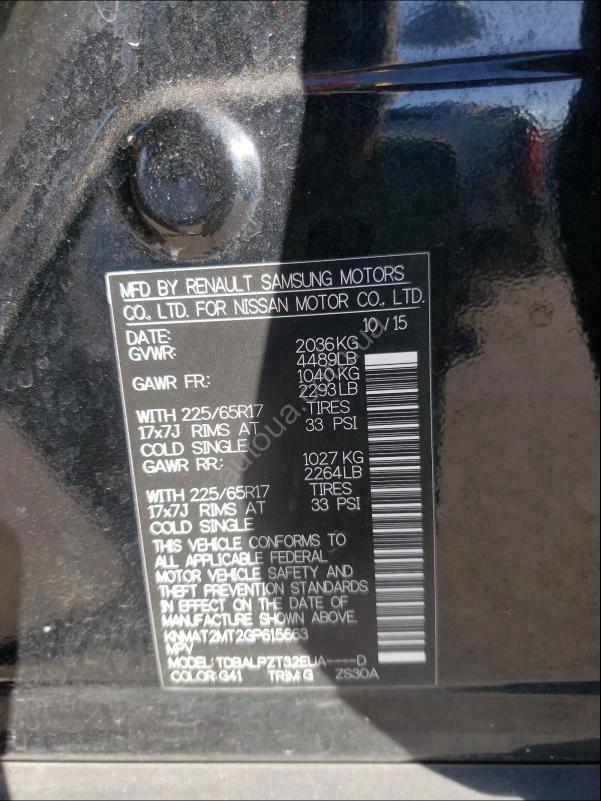 MFD BY RENAULT SAMSUNG MOTORS
CO., LTD. FOR NISSAN MOTOR CO., LTD.
DATE: 10 / 15
GVWR: 2036KG
4489LB
GAWR FR: 1040KG
2293LB
WITH 225/65R17 TIRES
17x7J RIMS AT 33 PSI
COLD SINGLE
GAWR RR: 1027 KG
2264LB
WITH 225/65R17 TIRES
17x7J RIMS AT 33 PSI
COLD SINGLE
THIS VEHICLE CONFORMS TO
ALL APPLICABLE FEDERAL
MOTOR VEHICLE SAFETY AND
THEFT PREVENTION STANDARDS
IN EFFECT ON THE DATE OF
MANUFACTURE SHOWN ABOVE.
KNMAT2MT2GP615663
MPV
MODEL: TDBALPZT32EUA----D
COLOR: G41 TRIM: G ZS30A